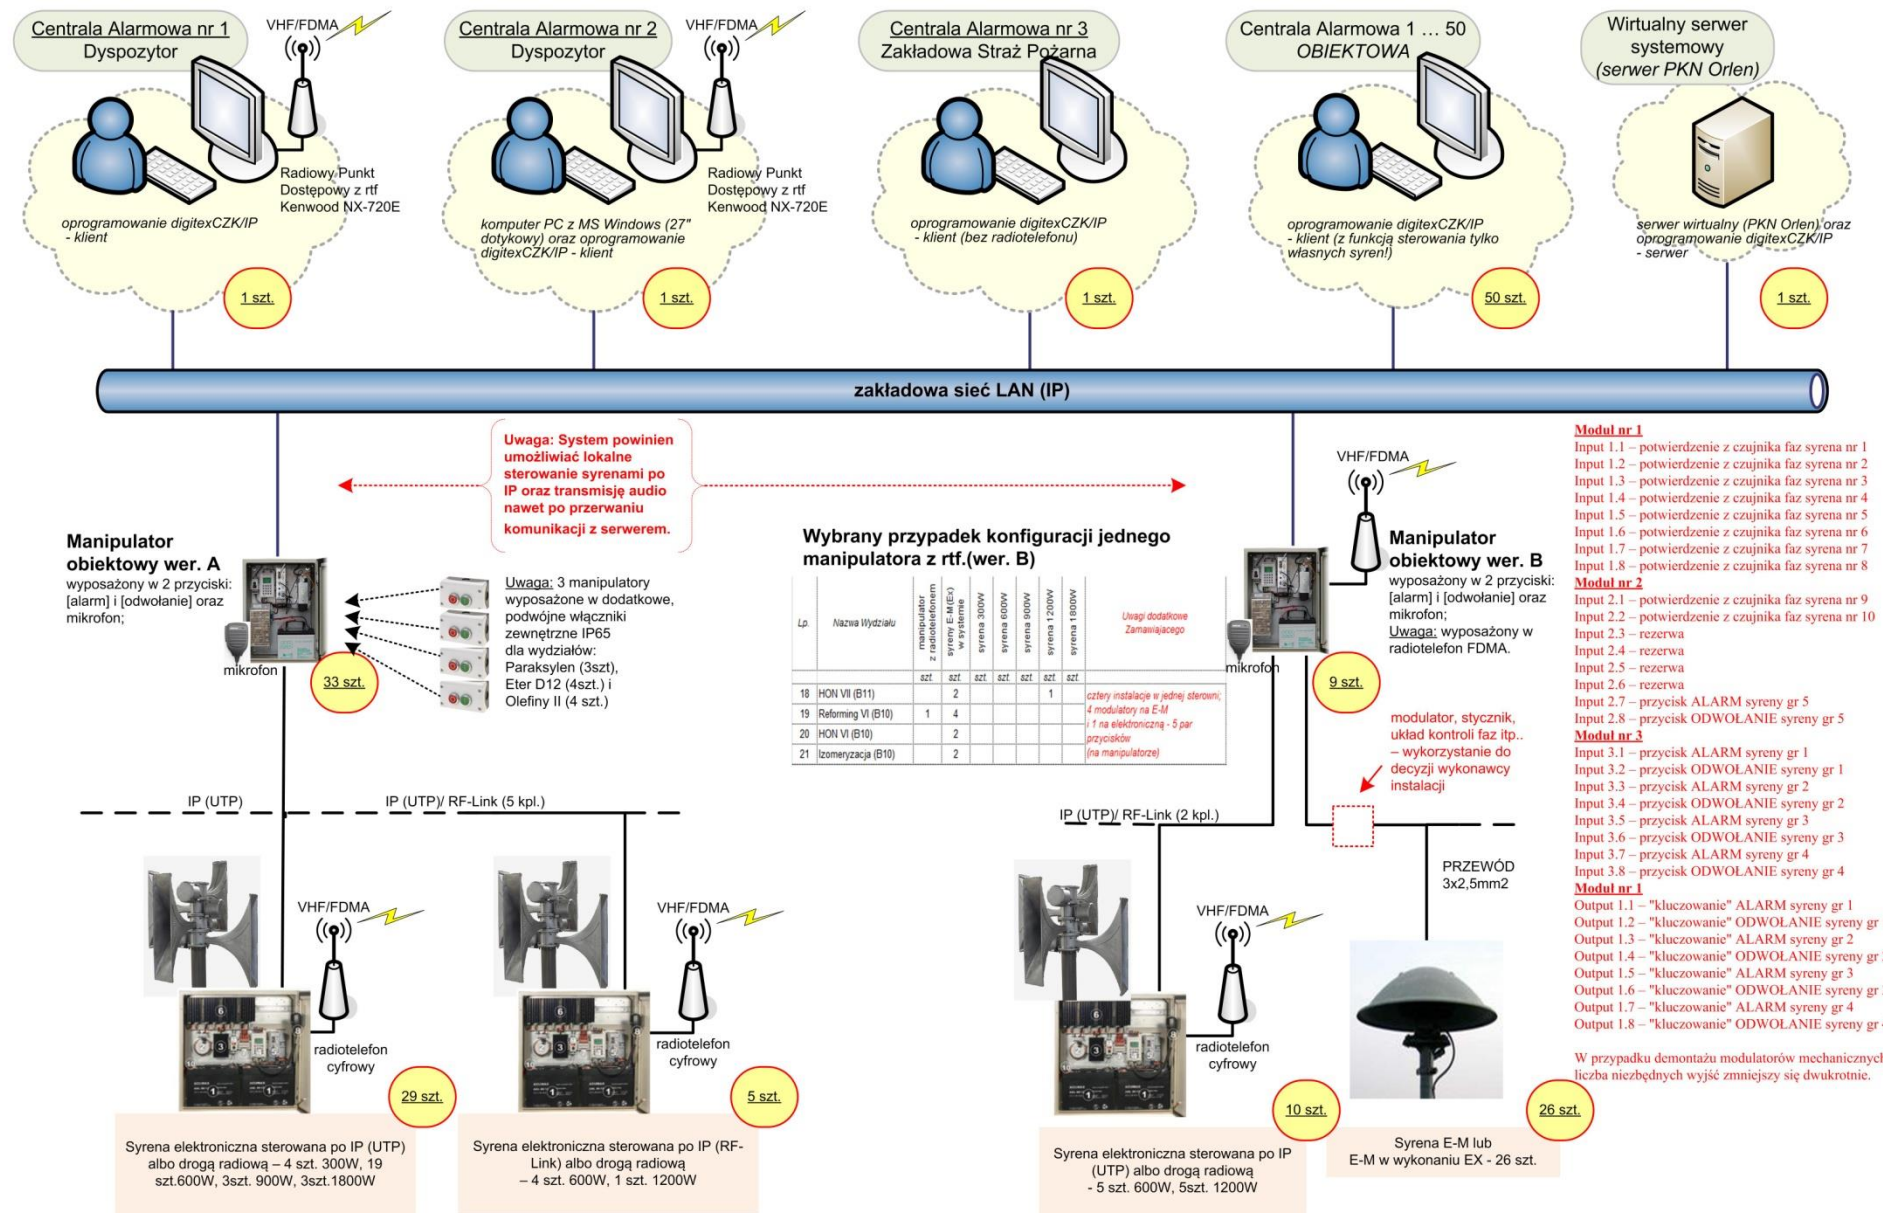 Centrala Alarmowa nr 1
Dyspozytor
VHF/FDMA
Radiowy Punkt
Dostępowy z rtf
Kenwood NX-720E
oprogramowanie digitexCZK/IP
- klient
1 szt.
Centrala Alarmowa nr 2
Dyspozytor
VHF/FDMA
Radiowy Punkt
Dostępowy z rtf
Kenwood NX-720E
komputer PC z MS Windows (27"
dotykowy) oraz oprogramowanie
digitexCZK/IP - klient
1 szt.
Centrala Alarmowa nr 3
Zakładowa Straż Pożarna
oprogramowanie digitexCZK/IP
- klient (bez radiotelefonu)
1 szt.
Centrala Alarmowa 1 … 50
OBIEKTOWA
oprogramowanie digitexCZK/IP
- klient (z funkcją sterowania tylko
własnych syren!)
50 szt.
Wirtualny serwer
systemowy
(serwer PKN Orlen)
serwer wirtualny (PKN Orlen) oraz
oprogramowanie digitexCZK/IP
- serwer
1 szt.
zakładowa sieć LAN (IP)
Uwaga: System powinien
umożliwiać lokalne
sterowanie syrenami po
IP oraz transmisję audio
nawet po przerwaniu
komunikacji z serwerem.
Manipulator
obiektowy wer. A
wyposażony w 2 przyciski:
[alarm] i [odwołanie] oraz
mikrofon;
mikrofon
33 szt.
Uwaga: 3 manipulatory
wyposażone w dodatkowe,
podwójne włączniki
zewnętrzne IP65
dla wydziałów:
Paraksylen (3szt),
Eter D12 (4szt.) i
Olefiny II (4 szt.)
Wybrany przypadek konfiguracji jednego
manipulatora z rtf.(wer. B)
Lp. Nazwa Wydziału manipulator z radiotelefonem syreny E-M(Ex) w systemie syrena 300W syrena 600W syrena 900W syrena 1200W syrena 1800W Uwagi dodatkowe Zamawiającego
szt. szt. szt. szt. szt. szt. szt.
18 HON VII (B11) 2 1
19 Reforming VI (B10) 1 4
20 HON VI (B10) 2
21 Izomeryzacja (B10) 2
cztery instalacje w jednej sterowni;
4 modulatory na E-M
i 1 na elektroniczną - 5 par
przycisków
(na manipulatorze)
VHF/FDMA
Manipulator
obiektowy wer. B
wyposażony w 2 przyciski:
[alarm] i [odwołanie] oraz
mikrofon;
Uwaga: wyposażony w
radiotelefon FDMA.
mikrofon
9 szt.
modulator, stycznik,
układ kontroli faz itp..
– wykorzystanie do
decyzji wykonawcy
instalacji
Moduł nr 1
Input 1.1 – potwierdzenie z czujnika faz syrena nr 1
Input 1.2 – potwierdzenie z czujnika faz syrena nr 2
Input 1.3 – potwierdzenie z czujnika faz syrena nr 3
Input 1.4 – potwierdzenie z czujnika faz syrena nr 4
Input 1.5 – potwierdzenie z czujnika faz syrena nr 5
Input 1.6 – potwierdzenie z czujnika faz syrena nr 6
Input 1.7 – potwierdzenie z czujnika faz syrena nr 7
Input 1.8 – potwierdzenie z czujnika faz syrena nr 8
Moduł nr 2
Input 2.1 – potwierdzenie z czujnika faz syrena nr 9
Input 2.2 – potwierdzenie z czujnika faz syrena nr 10
Input 2.3 – rezerwa
Input 2.4 – rezerwa
Input 2.5 – rezerwa
Input 2.6 – rezerwa
Input 2.7 – przycisk ALARM syreny gr 5
Input 2.8 – przycisk ODWOŁANIE syreny gr 5
Moduł nr 3
Input 3.1 – przycisk ALARM syreny gr 1
Input 3.2 – przycisk ODWOŁANIE syreny gr 1
Input 3.3 – przycisk ALARM syreny gr 2
Input 3.4 – przycisk ODWOŁANIE syreny gr 2
Input 3.5 – przycisk ALARM syreny gr 3
Input 3.6 – przycisk ODWOŁANIE syreny gr 3
Input 3.7 – przycisk ALARM syreny gr 4
Input 3.8 – przycisk ODWOŁANIE syreny gr 4
Moduł nr 1
Output 1.1 – "kluczowanie" ALARM syreny gr 1
Output 1.2 – "kluczowanie" ODWOŁANIE syreny gr
Output 1.3 – "kluczowanie" ALARM syreny gr 2
Output 1.4 – "kluczowanie" ODWOŁANIE syreny gr
Output 1.5 – "kluczowanie" ALARM syreny gr 3
Output 1.6 – "kluczowanie" ODWOŁANIE syreny gr
Output 1.7 – "kluczowanie" ALARM syreny gr 4
Output 1.8 – "kluczowanie" ODWOŁANIE syreny gr
W przypadku demontażu modulatorów mechanicznych
liczba niezbędnych wyjść zmniejszy się dwukrotnie.
IP (UTP)
IP (UTP)/ RF-Link (5 kpl.)
IP (UTP)/ RF-Link (2 kpl.)
PRZEWÓD
3x2,5mm2
VHF/FDMA
radiotelefon
cyfrowy
29 szt.
Syrena elektroniczna sterowana po IP (UTP)
albo drogą radiową – 4 szt. 300W, 19
szt.600W, 3szt. 900W, 3szt.1800W
VHF/FDMA
radiotelefon
cyfrowy
5 szt.
Syrena elektroniczna sterowana po IP (RF-
Link) albo drogą radiową
– 4 szt. 600W, 1 szt. 1200W
VHF/FDMA
radiotelefon
cyfrowy
10 szt.
Syrena elektroniczna sterowana po IP
(UTP) albo drogą radiową
- 5 szt. 600W, 5szt. 1200W
26 szt.
Syrena E-M lub
E-M w wykonaniu EX - 26 szt.